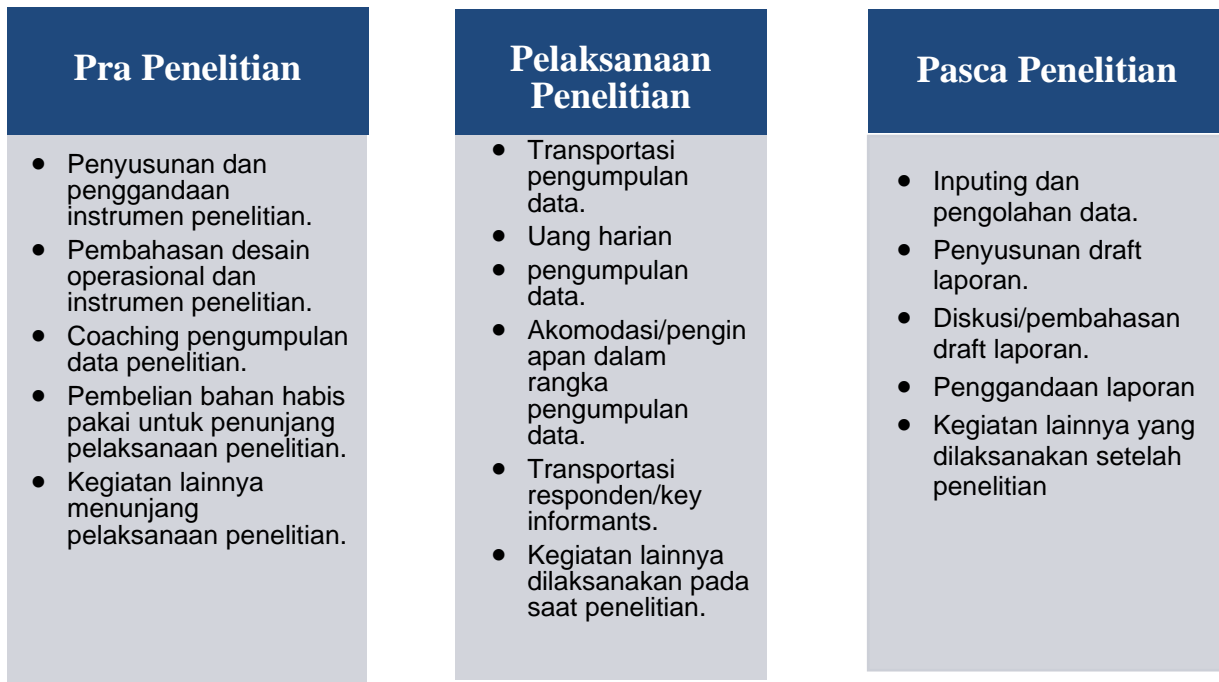 Pra Penelitian
• Penyusunan dan
penggandaan
instrumen penelitian.
• Pembahasan desain
operasional dan
instrumen penelitian.
• Coaching pengumpulan
data penelitian.
• Pembelian bahan habis
pakai untuk penunjang
pelaksanaan penelitian.
• Kegiatan lainnya
menunjang
pelaksanaan penelitian.
Pelaksanaan
Penelitian
• Transportasi
pengumpulan
data.
• Uang harian
• pengumpulan
data.
• Akomodasi/pengin
apan dalam
rangka
pengumpulan
data.
• Transportasi
responden/key
informants.
• Kegiatan lainnya
dilaksanakan pada
saat penelitian.
Pasca Penelitian
• Inputing dan
pengolahan data.
• Penyusunan draft
laporan.
• Diskusi/pembahasan
draft laporan.
• Penggandaan laporan
• Kegiatan lainnya yang
dilaksanakan setelah
penelitian